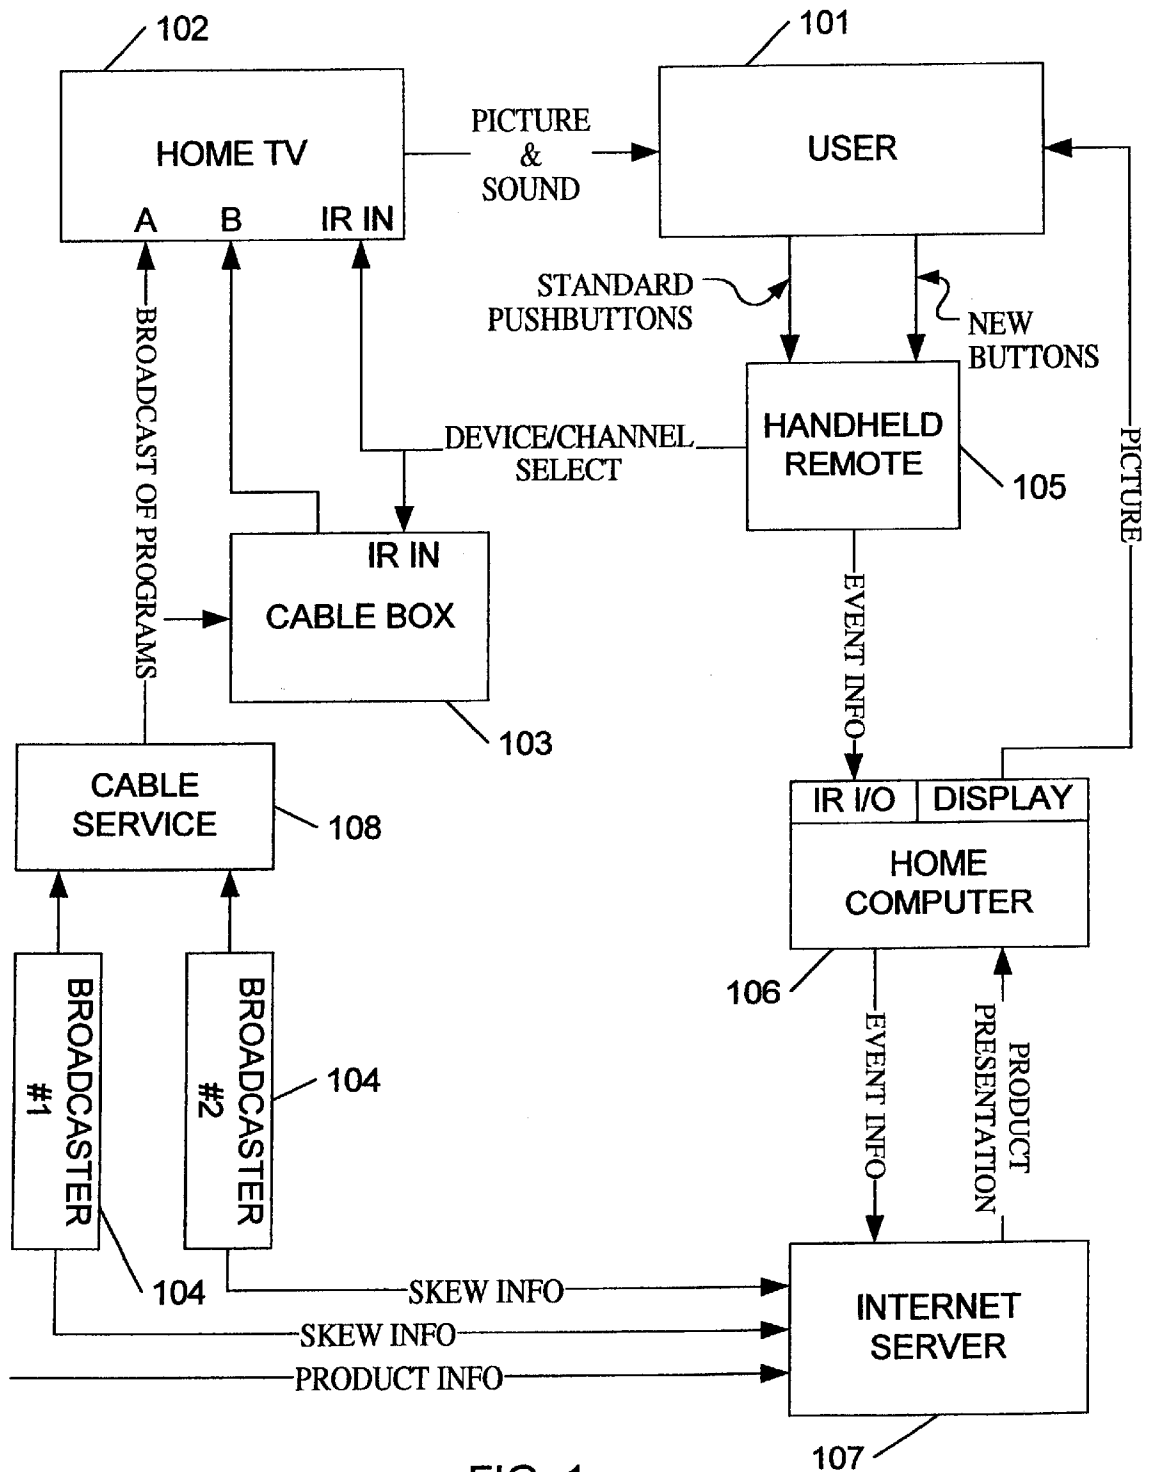 102
101
HOME TV
A
B
IR IN
PICTURE
&
SOUND
USER
STANDARD
PUSHBUTTONS
NEW
BUTTONS
BROADCAST OF PROGRAMS
DEVICE/CHANNEL
SELECT
HANDHELD
REMOTE
105
PICTURE
IR IN
CABLE BOX
103
EVENT INFO
CABLE
SERVICE
108
IR I/O
DISPLAY
HOME
COMPUTER
106
BROADCASTER
#1
104
BROADCASTER
#2
104
EVENT INFO
PRODUCT
PRESENTATION
SKEW INFO
SKEW INFO
PRODUCT INFO
INTERNET
SERVER
107
FIG. 1